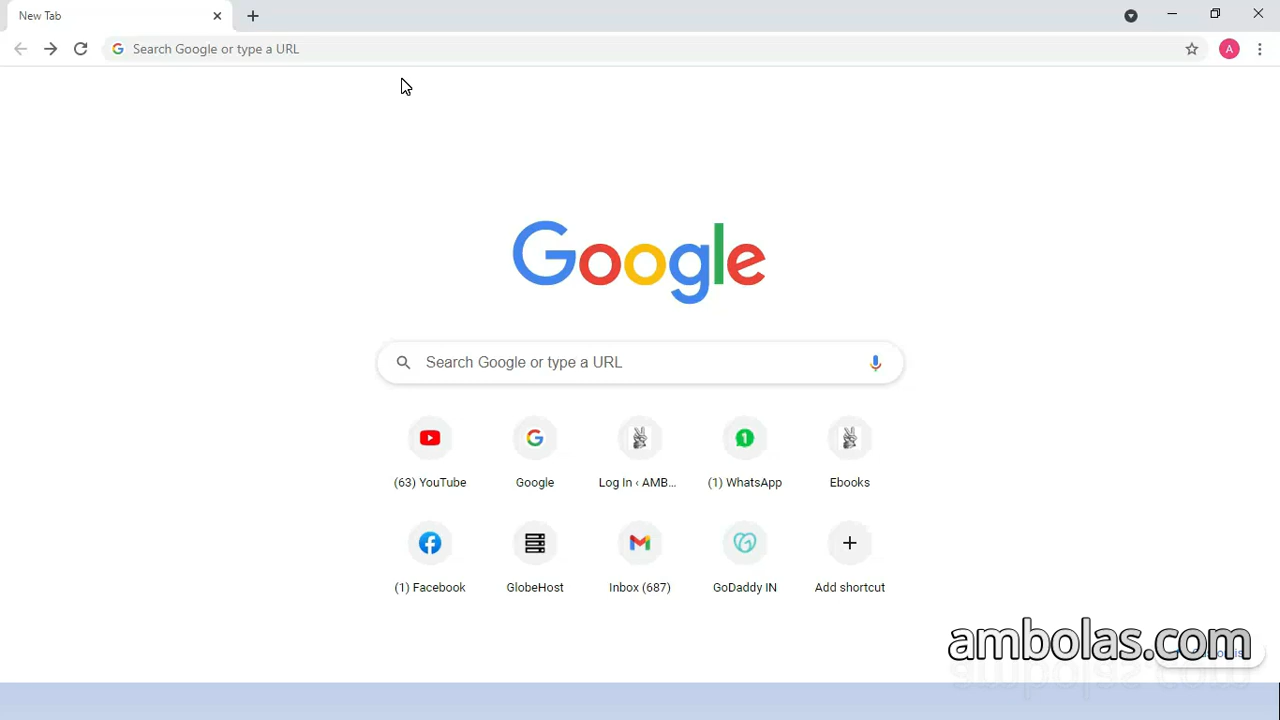 New Tab
Search Google or type a URL
A
Google
Search Google or type a URL
(63) YouTube
Google
Log In ‹ AMB...
(1) WhatsApp
Ebooks
(1) Facebook
GlobeHost
Inbox (687)
GoDaddy IN
Add shortcut
ambolas.com